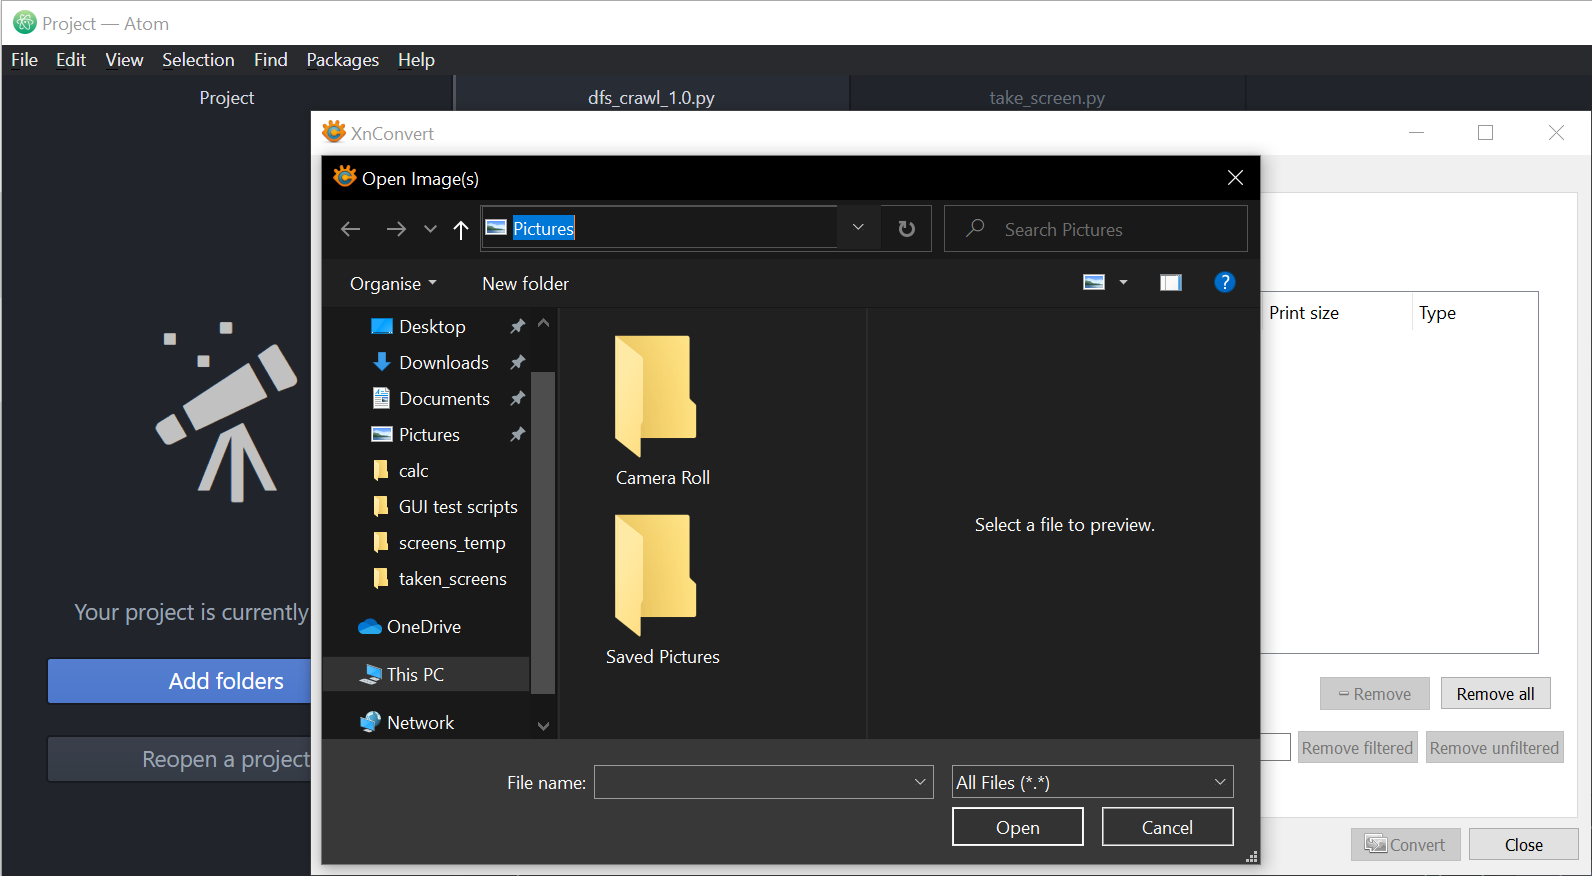 Project — Atom
File Edit View Selection Find Packages Help
Project dfs_crawl_1.0.py take_screen.py
XnConvert
Open Image(s)
Pictures
Search Pictures
Organise New folder
?
Print size Type
Desktop
Downloads
Documents
Pictures
calc
GUI test scripts
screens_temp
taken_screens
OneDrive
This PC
Network
Camera Roll
Saved Pictures
Select a file to preview.
Your project is currently
Add folders
Reopen a project
Remove Remove all
Remove filtered Remove unfiltered
File name: All Files (*.*)
Open Cancel
Convert Close